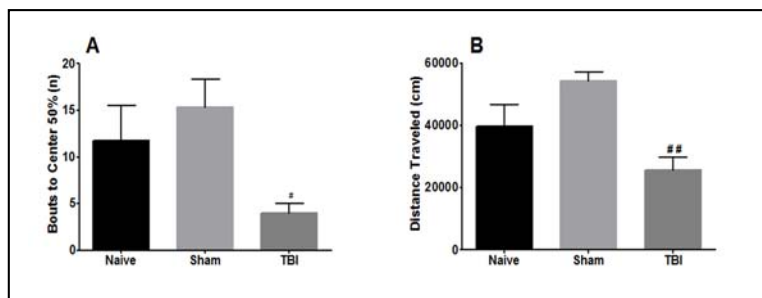 A
Bouts to Center 50% (n)
20
15
10
5
0
#
Naive Sham TBI
B
Distance Traveled (cm)
60000
40000
20000
0
##
Naive Sham TBI